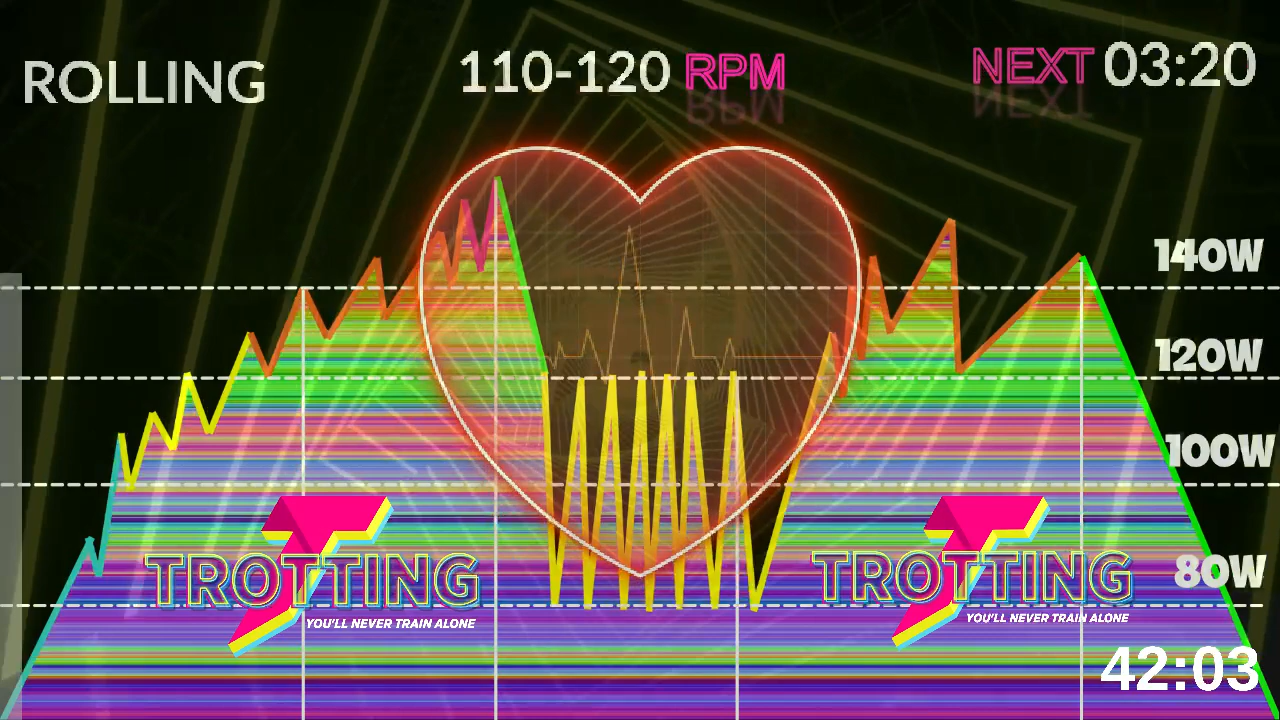 ROLLING
110-120 RPM
NEXT 03:20
140W
120W
100W
80W
TROTTING
YOU'LL NEVER TRAIN ALONE
TROTTING
YOU'LL NEVER TRAIN ALONE
42:03